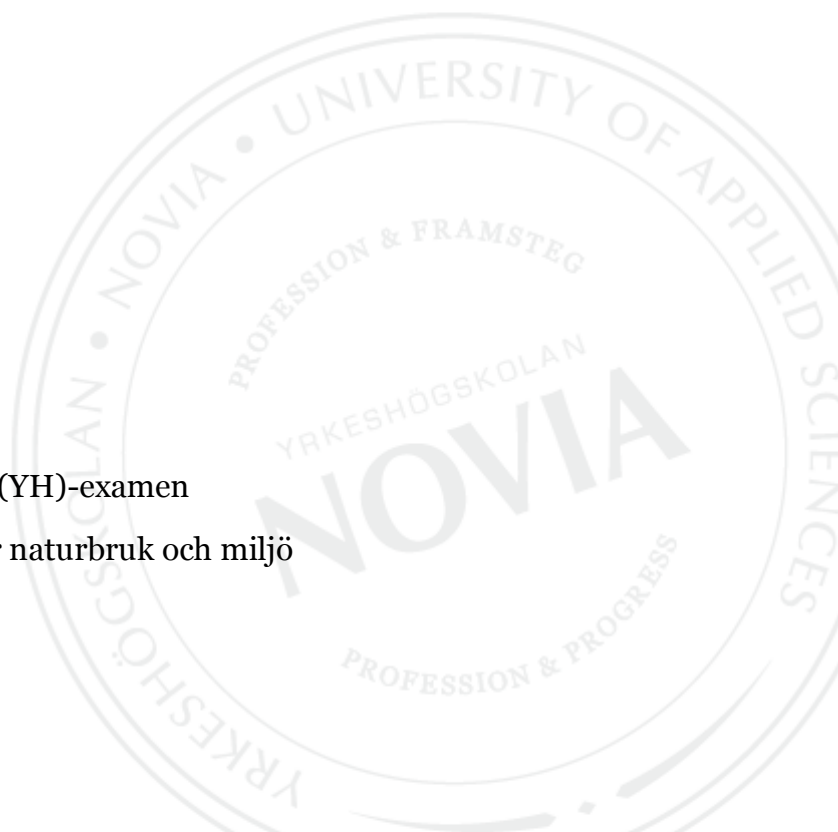 YRKESHÖGSKOLAN • NOVIA • UNIVERSITY OF APPLIED SCIENCES
PROFESSION & FRAMSTEG
YRKESHÖGSKOLAN
NOVIA
(YH)-examen
naturbruk och miljö
PROFESSION & PROGRESS